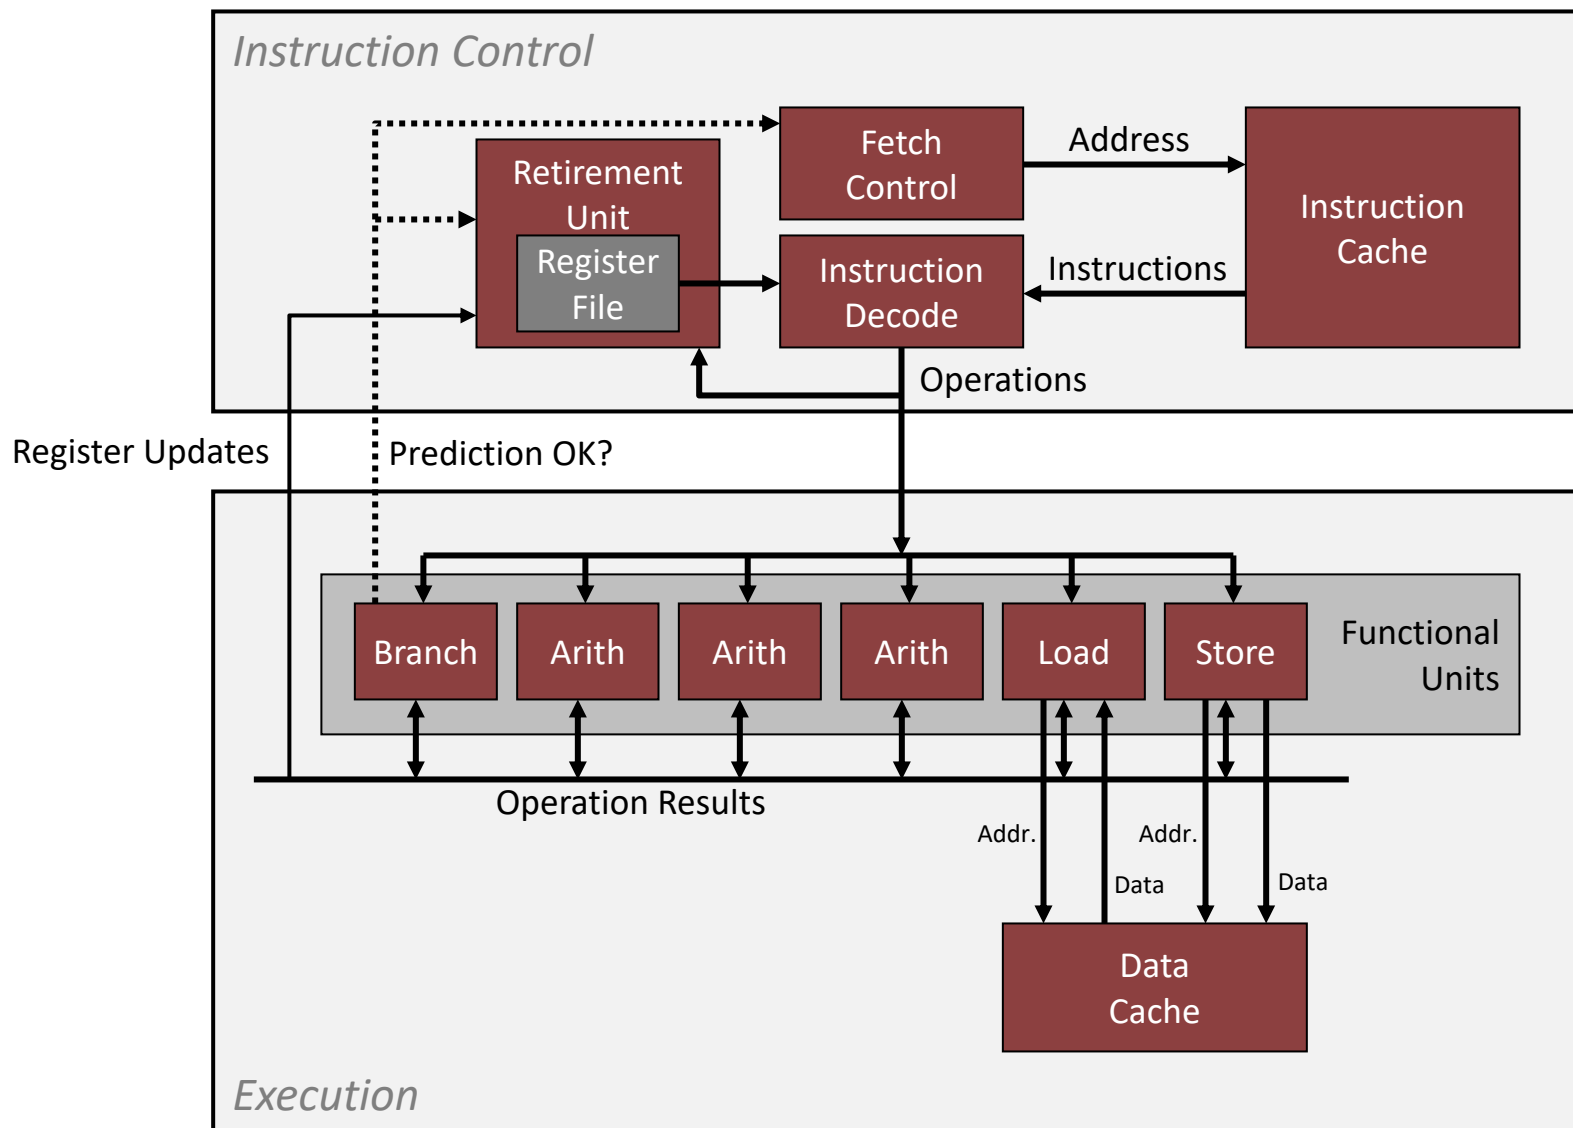 Instruction Control
Fetch
Control
Address
Instruction
Cache
Retirement
Unit
Register
File
Instruction
Decode
Instructions
Operations
Register Updates
Prediction OK?
Branch
Arith
Arith
Arith
Load
Store
Functional
Units
Operation Results
Addr.
Addr.
Data
Data
Data
Cache
Execution